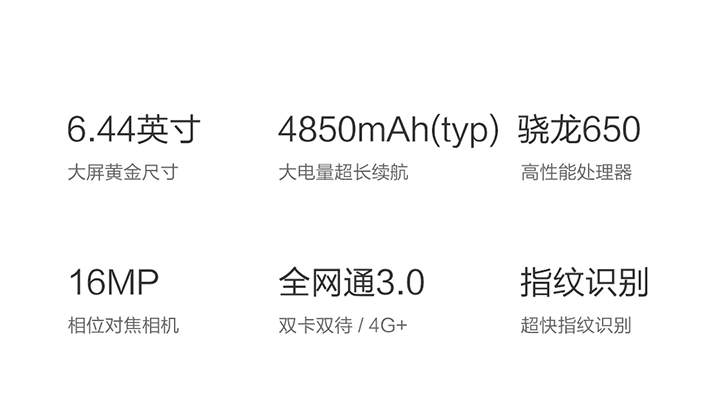 6.44英寸 4850mAh(typ) 骁龙650
大屏黄金尺寸 大电量超长续航 高性能处理器
16MP 全网通3.0 指纹识别
相位对焦相机 双卡双待 / 4G+ 超快指纹识别